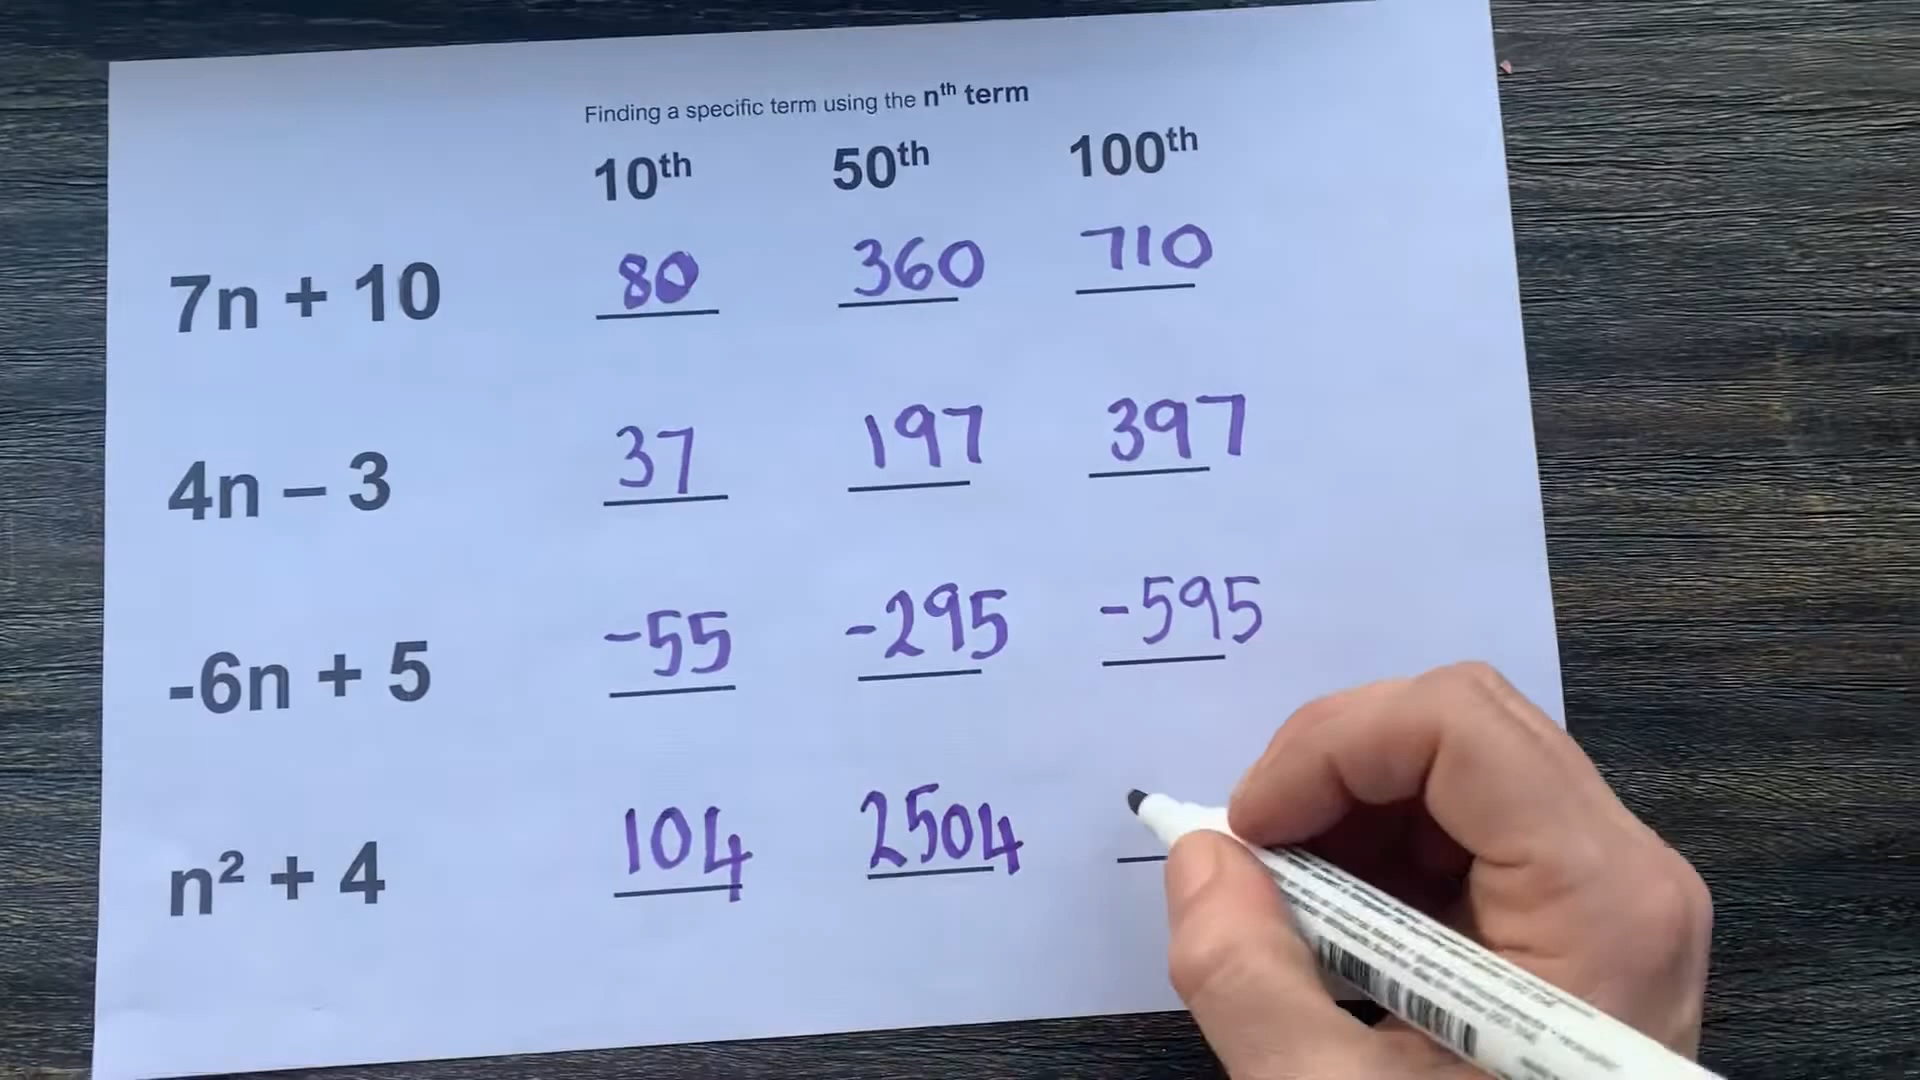 Finding a specific term using the nth term
10th 50th 100th
7n + 10 80 360 710
4n – 3 37 197 397
-6n + 5 -55 -295 -595
n² + 4 104 2504